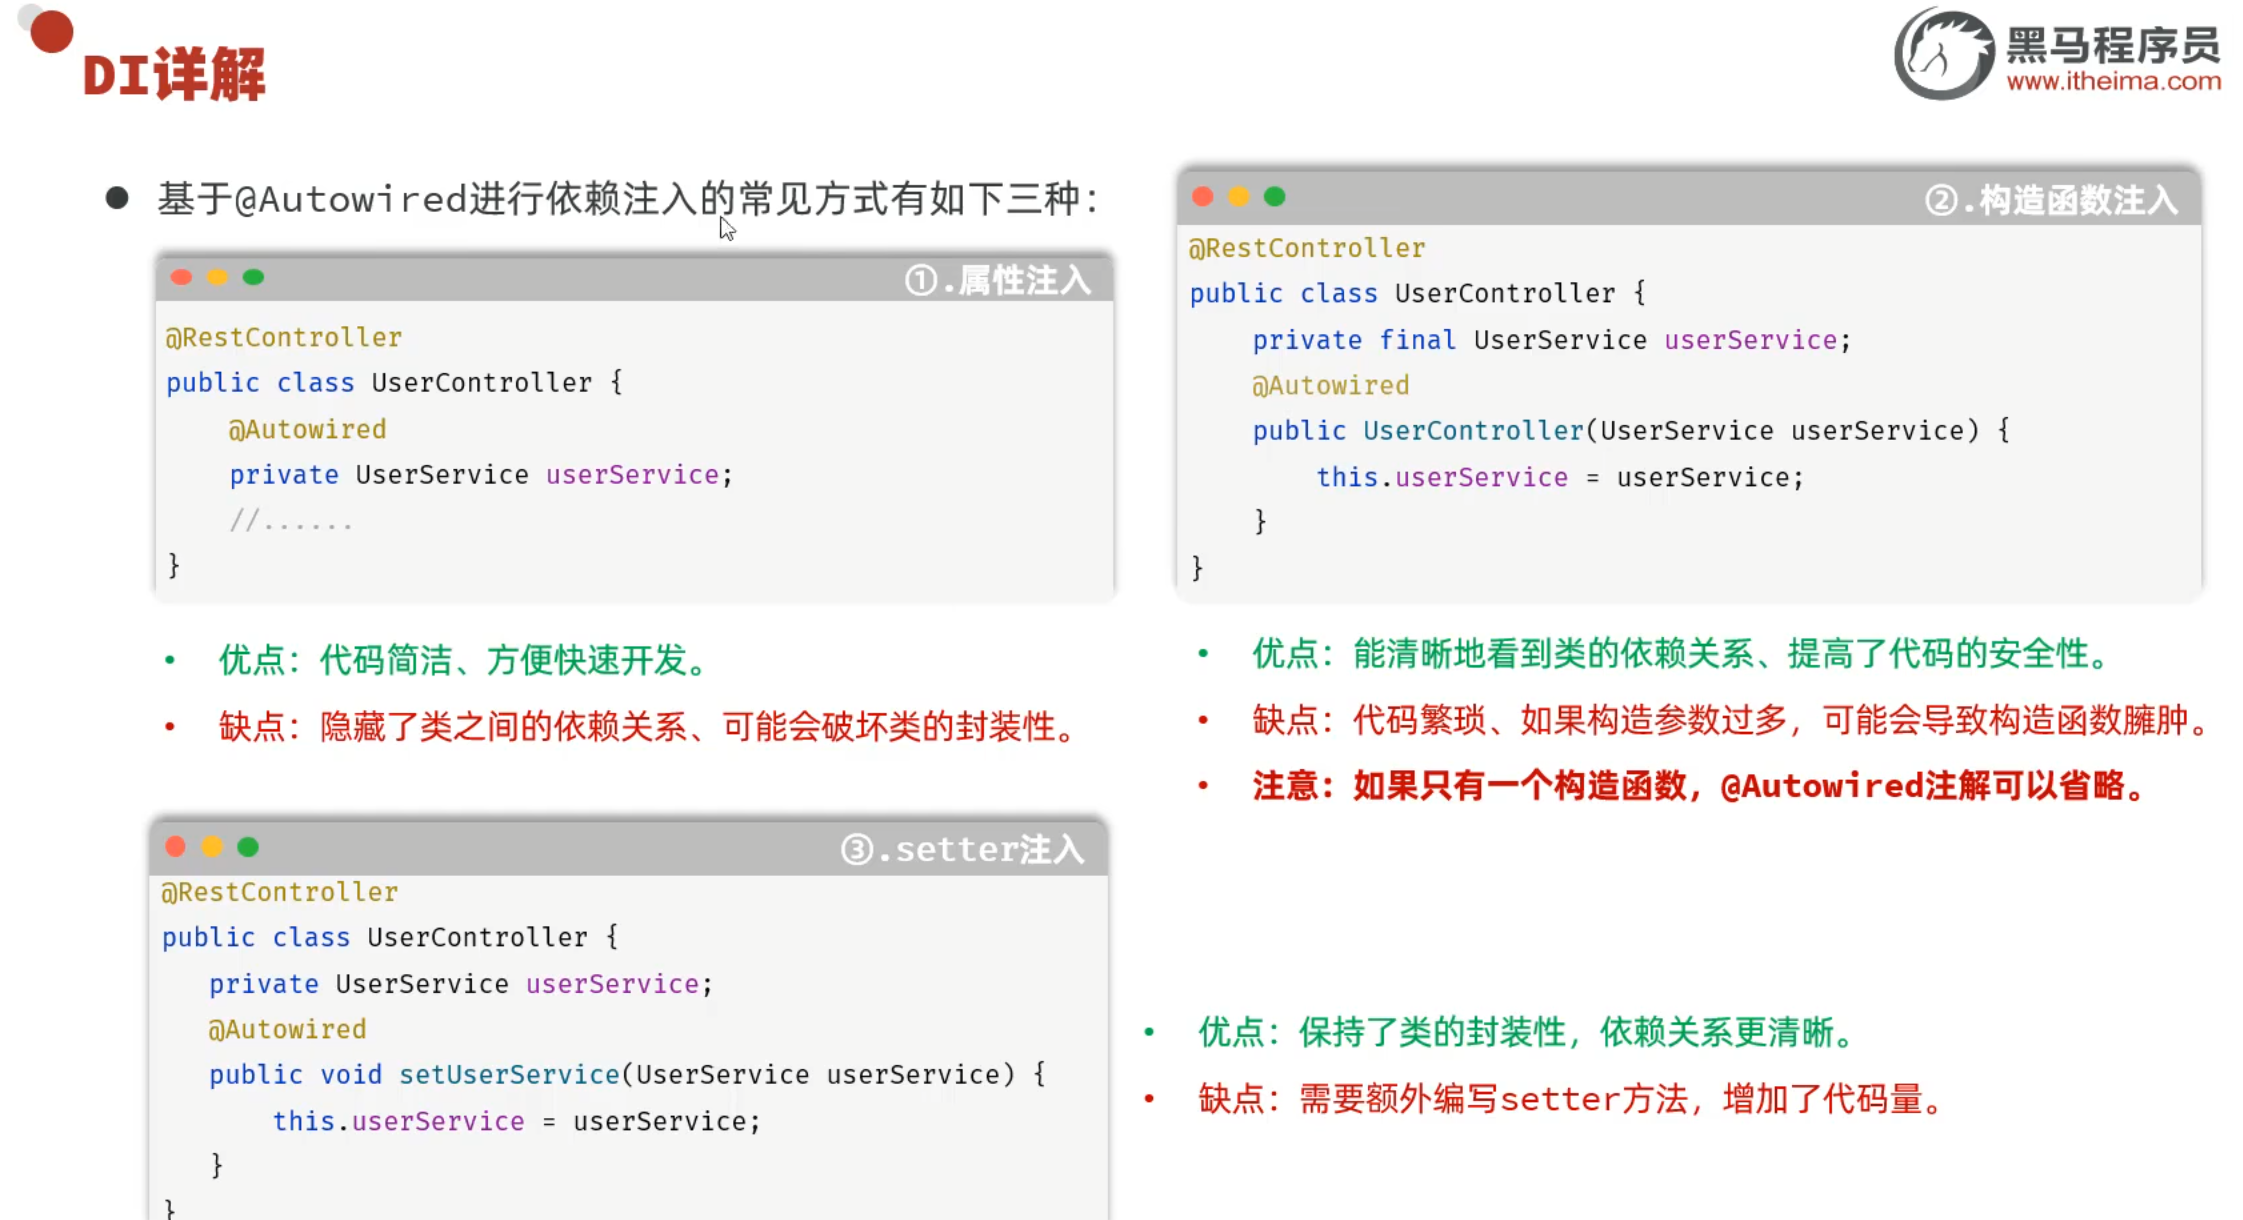 DI详解
黑马程序员
www.itheima.com
● 基于@Autowired进行依赖注入的常见方式有如下三种：
①.属性注入
@RestController
public class UserController {
    @Autowired
    private UserService userService;
    //......
}
• 优点：代码简洁、方便快速开发。
• 缺点：隐藏了类之间的依赖关系、可能会破坏类的封装性。
②.构造函数注入
@RestController
public class UserController {
    private final UserService userService;
    @Autowired
    public UserController(UserService userService) {
        this.userService = userService;
    }
}
• 优点：能清晰地看到类的依赖关系、提高了代码的安全性。
• 缺点：代码繁琐、如果构造参数过多，可能会导致构造函数臃肿。
• 注意：如果只有一个构造函数，@Autowired注解可以省略。
③.setter注入
@RestController
public class UserController {
   private UserService userService;
   @Autowired
   public void setUserService(UserService userService) {
       this.userService = userService;
   }
}
• 优点：保持了类的封装性，依赖关系更清晰。
• 缺点：需要额外编写setter方法，增加了代码量。